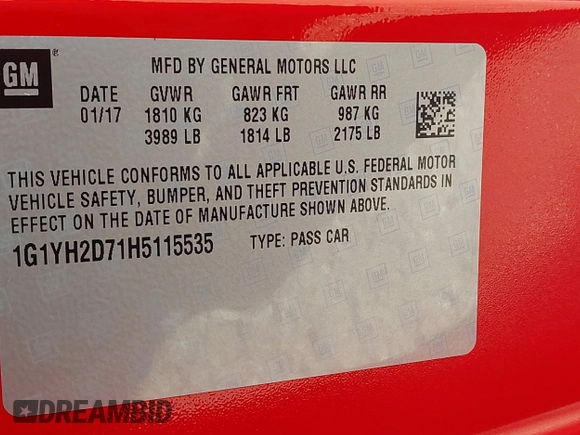 GM ®
MFD BY GENERAL MOTORS LLC
DATE GVWR GAWR FRT GAWR RR
01/17 1810 KG 823 KG 987 KG
3989 LB 1814 LB 2175 LB
THIS VEHICLE CONFORMS TO ALL APPLICABLE U.S. FEDERAL MOTOR
VEHICLE SAFETY, BUMPER, AND THEFT PREVENTION STANDARDS IN
EFFECT ON THE DATE OF MANUFACTURE SHOWN ABOVE.
1G1YH2D71H5115535 TYPE: PASS CAR
DREAMBID